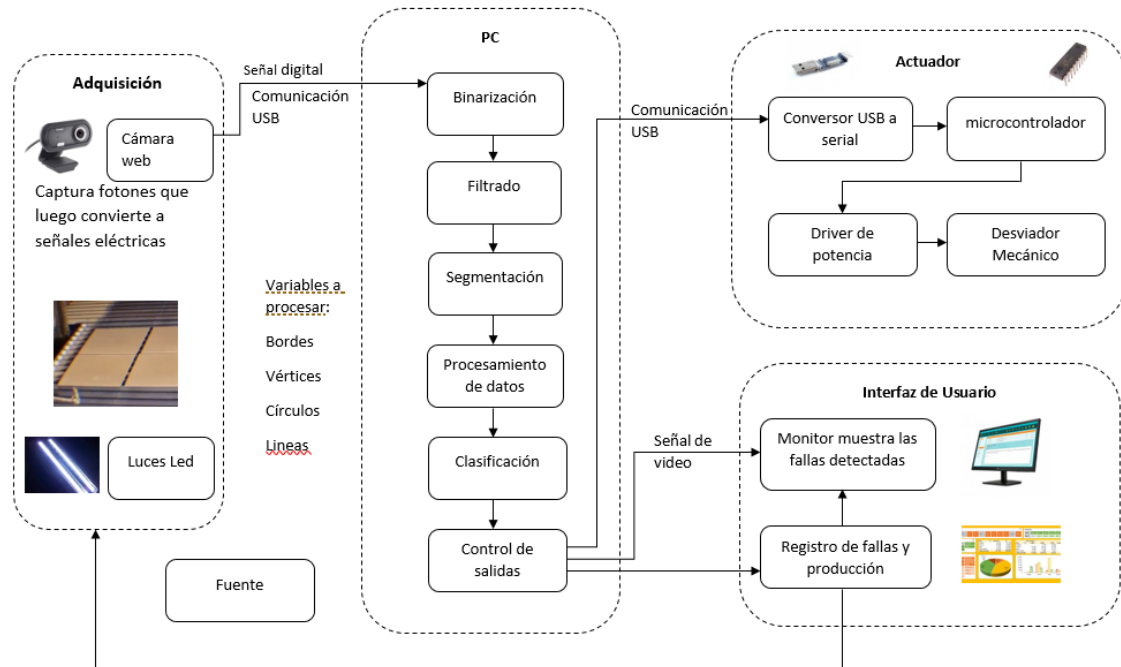 Adquisición
Cámara
web
Captura fotones que
luego convierte a
señales eléctricas
Luces Led
Señal digital
Comunicación
USB
Variables a
procesar:
Bordes
Vértices
Círculos
Lineas
Fuente
PC
Binarización
Filtrado
Segmentación
Procesamiento
de datos
Clasificación
Control de
salidas
Comunicación
USB
Señal de
video
Actuador
Conversor USB a
serial
microcontrolador
Driver de
potencia
Desviador
Mecánico
Interfaz de Usuario
Monitor muestra las
fallas detectadas
Registro de fallas y
producción